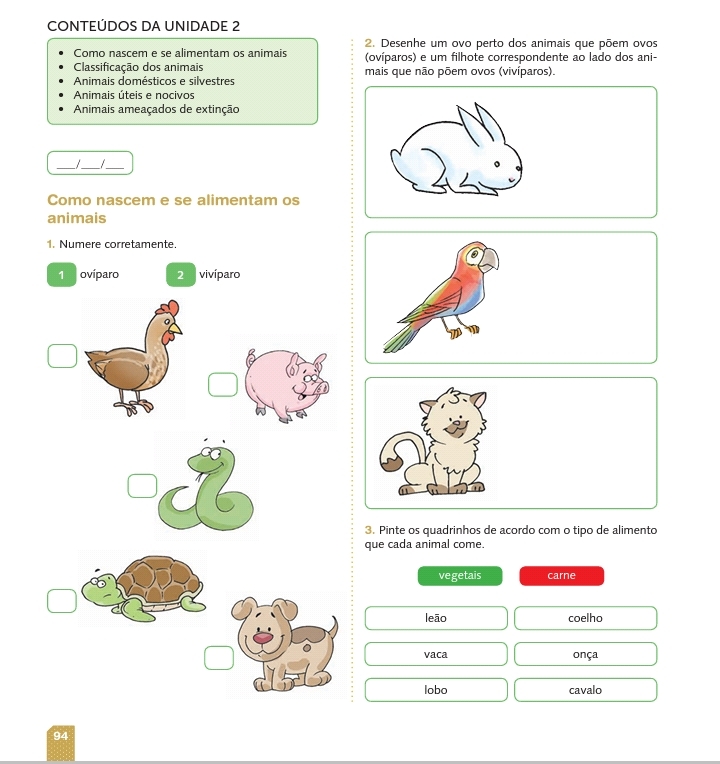 CONTEÚDOS DA UNIDADE 2
• Como nascem e se alimentam os animais
• Classificação dos animais
• Animais domésticos e silvestres
• Animais úteis e nocivos
• Animais ameaçados de extinção
___/___/___
Como nascem e se alimentam os
animais
1. Numere corretamente.
1 ovíparo 2 vivíparo
2. Desenhe um ovo perto dos animais que põem ovos
(ovíparos) e um filhote correspondente ao lado dos ani-
mais que não põem ovos (vivíparos).
3. Pinte os quadrinhos de acordo com o tipo de alimento
que cada animal come.
vegetais carne
leão coelho
vaca onça
lobo cavalo
94